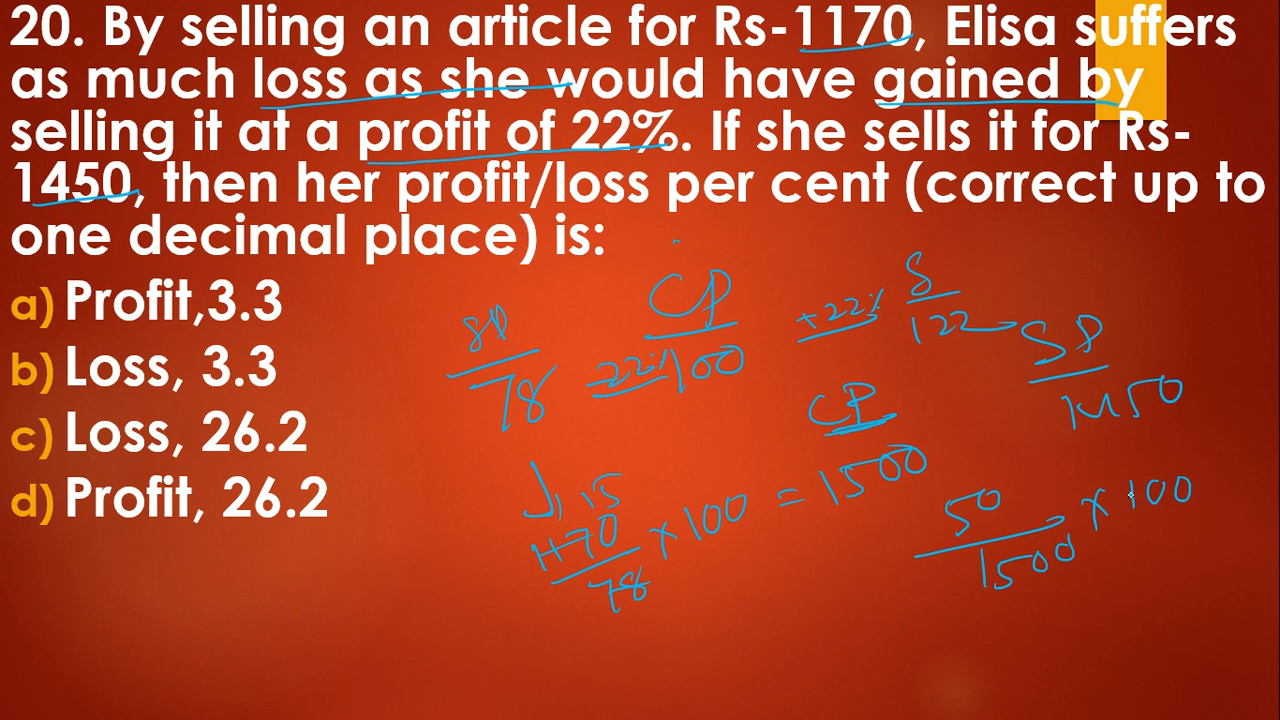 20. By selling an article for Rs-1170, Elisa suffers
as much loss as she would have gained by
selling it at a profit of 22%. If she sells it for Rs-
1450, then her profit/loss per cent (correct up to
one decimal place) is:
a) Profit,3.3
b) Loss, 3.3
c) Loss, 26.2
d) Profit, 26.2
SP CP +22% S
78 -22% 100 122 SP
CP 1450
15
1170/78 × 100 = 1500
50/1500 × 100